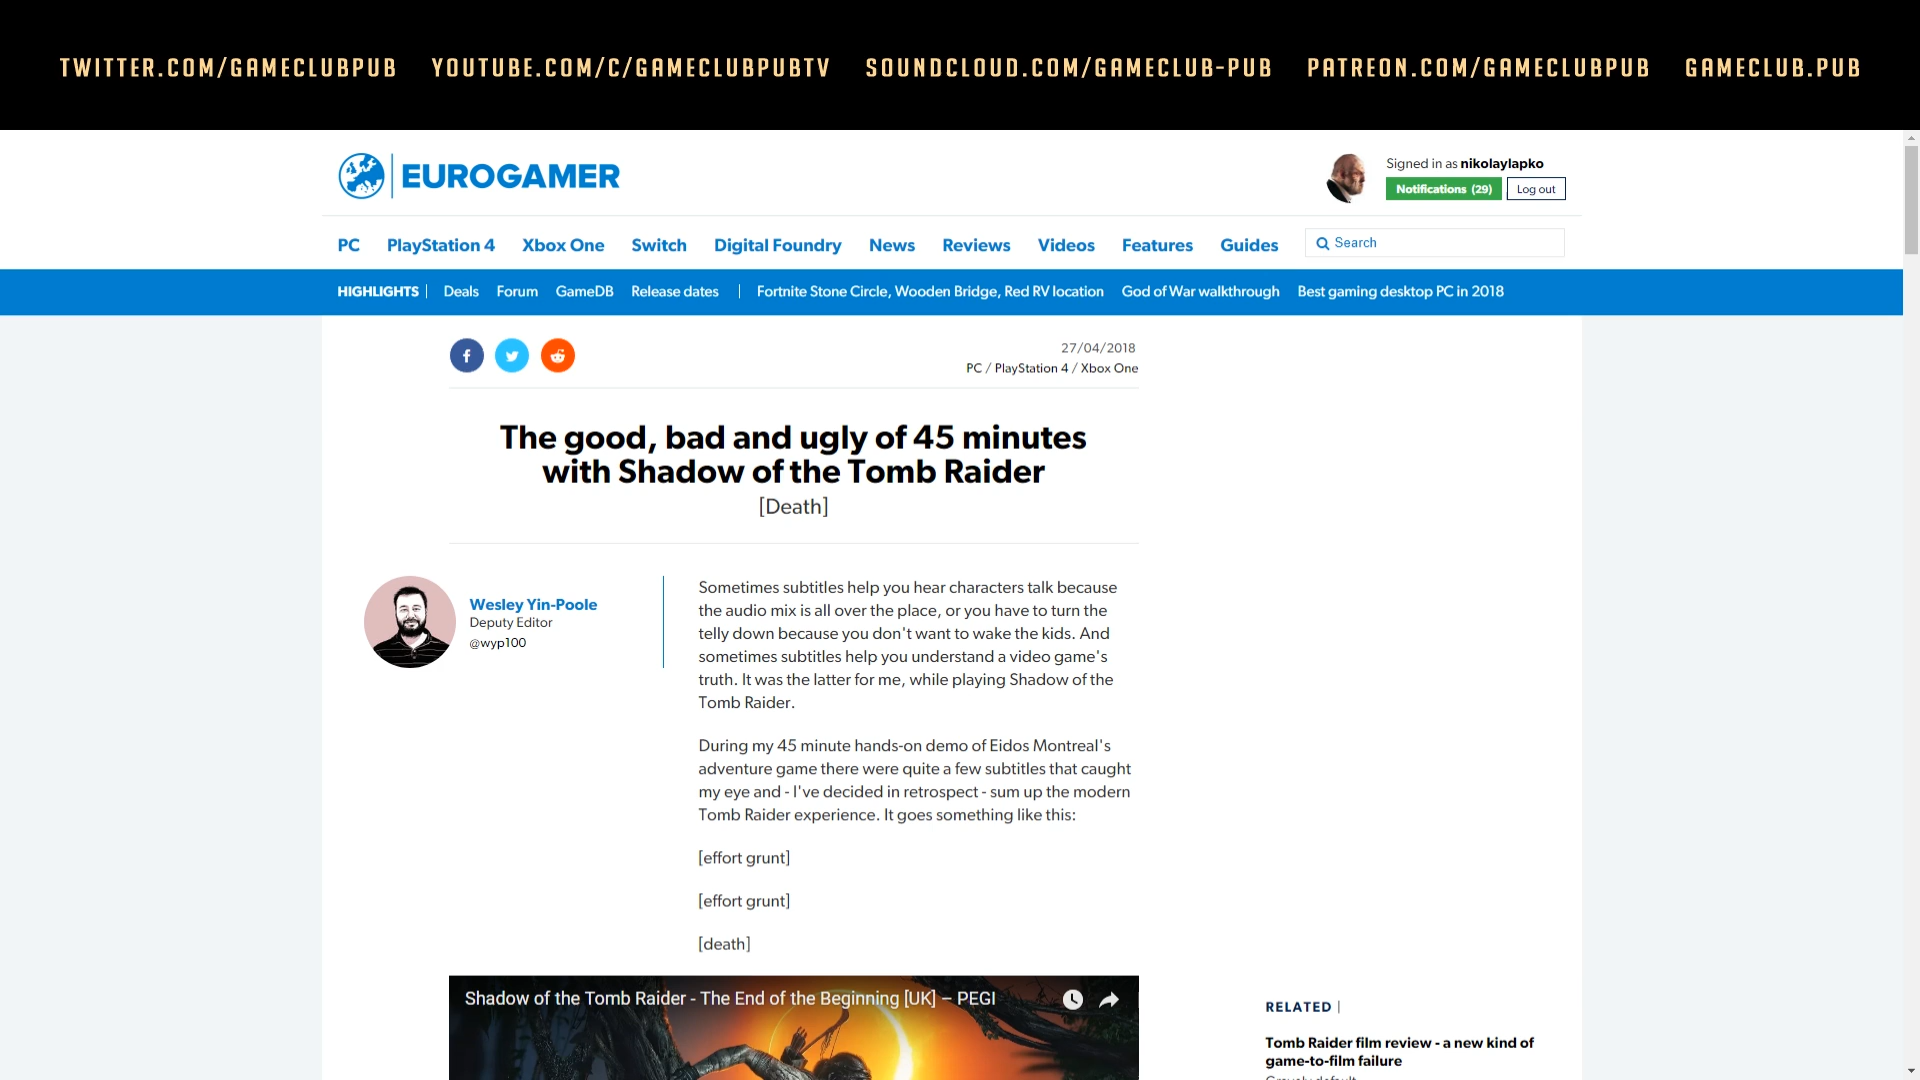 TWITTER.COM/GAMECLUBPUB YOUTUBE.COM/C/GAMECLUBPUBTV SOUNDCLOUD.COM/GAMECLUB-PUB PATREON.COM/GAMECLUBPUB GAMECLUB.PUB
EUROGAMER
Signed in as nikolaylapko
Notifications (29) Log out
PC PlayStation 4 Xbox One Switch Digital Foundry News Reviews Videos Features Guides Search
HIGHLIGHTS | Deals Forum GameDB Release dates | Fortnite Stone Circle, Wooden Bridge, Red RV location God of War walkthrough Best gaming desktop PC in 2018
27/04/2018
PC / PlayStation 4 / Xbox One
The good, bad and ugly of 45 minutes
with Shadow of the Tomb Raider
[Death]
Wesley Yin-Poole
Deputy Editor
@wyp100
Sometimes subtitles help you hear characters talk because
the audio mix is all over the place, or you have to turn the
telly down because you don't want to wake the kids. And
sometimes subtitles help you understand a video game's
truth. It was the latter for me, while playing Shadow of the
Tomb Raider.
During my 45 minute hands-on demo of Eidos Montreal's
adventure game there were quite a few subtitles that caught
my eye and - I've decided in retrospect - sum up the modern
Tomb Raider experience. It goes something like this:
[effort grunt]
[effort grunt]
[death]
Shadow of the Tomb Raider - The End of the Beginning [UK] – PEGI
RELATED |
Tomb Raider film review - a new kind of
game-to-film failure